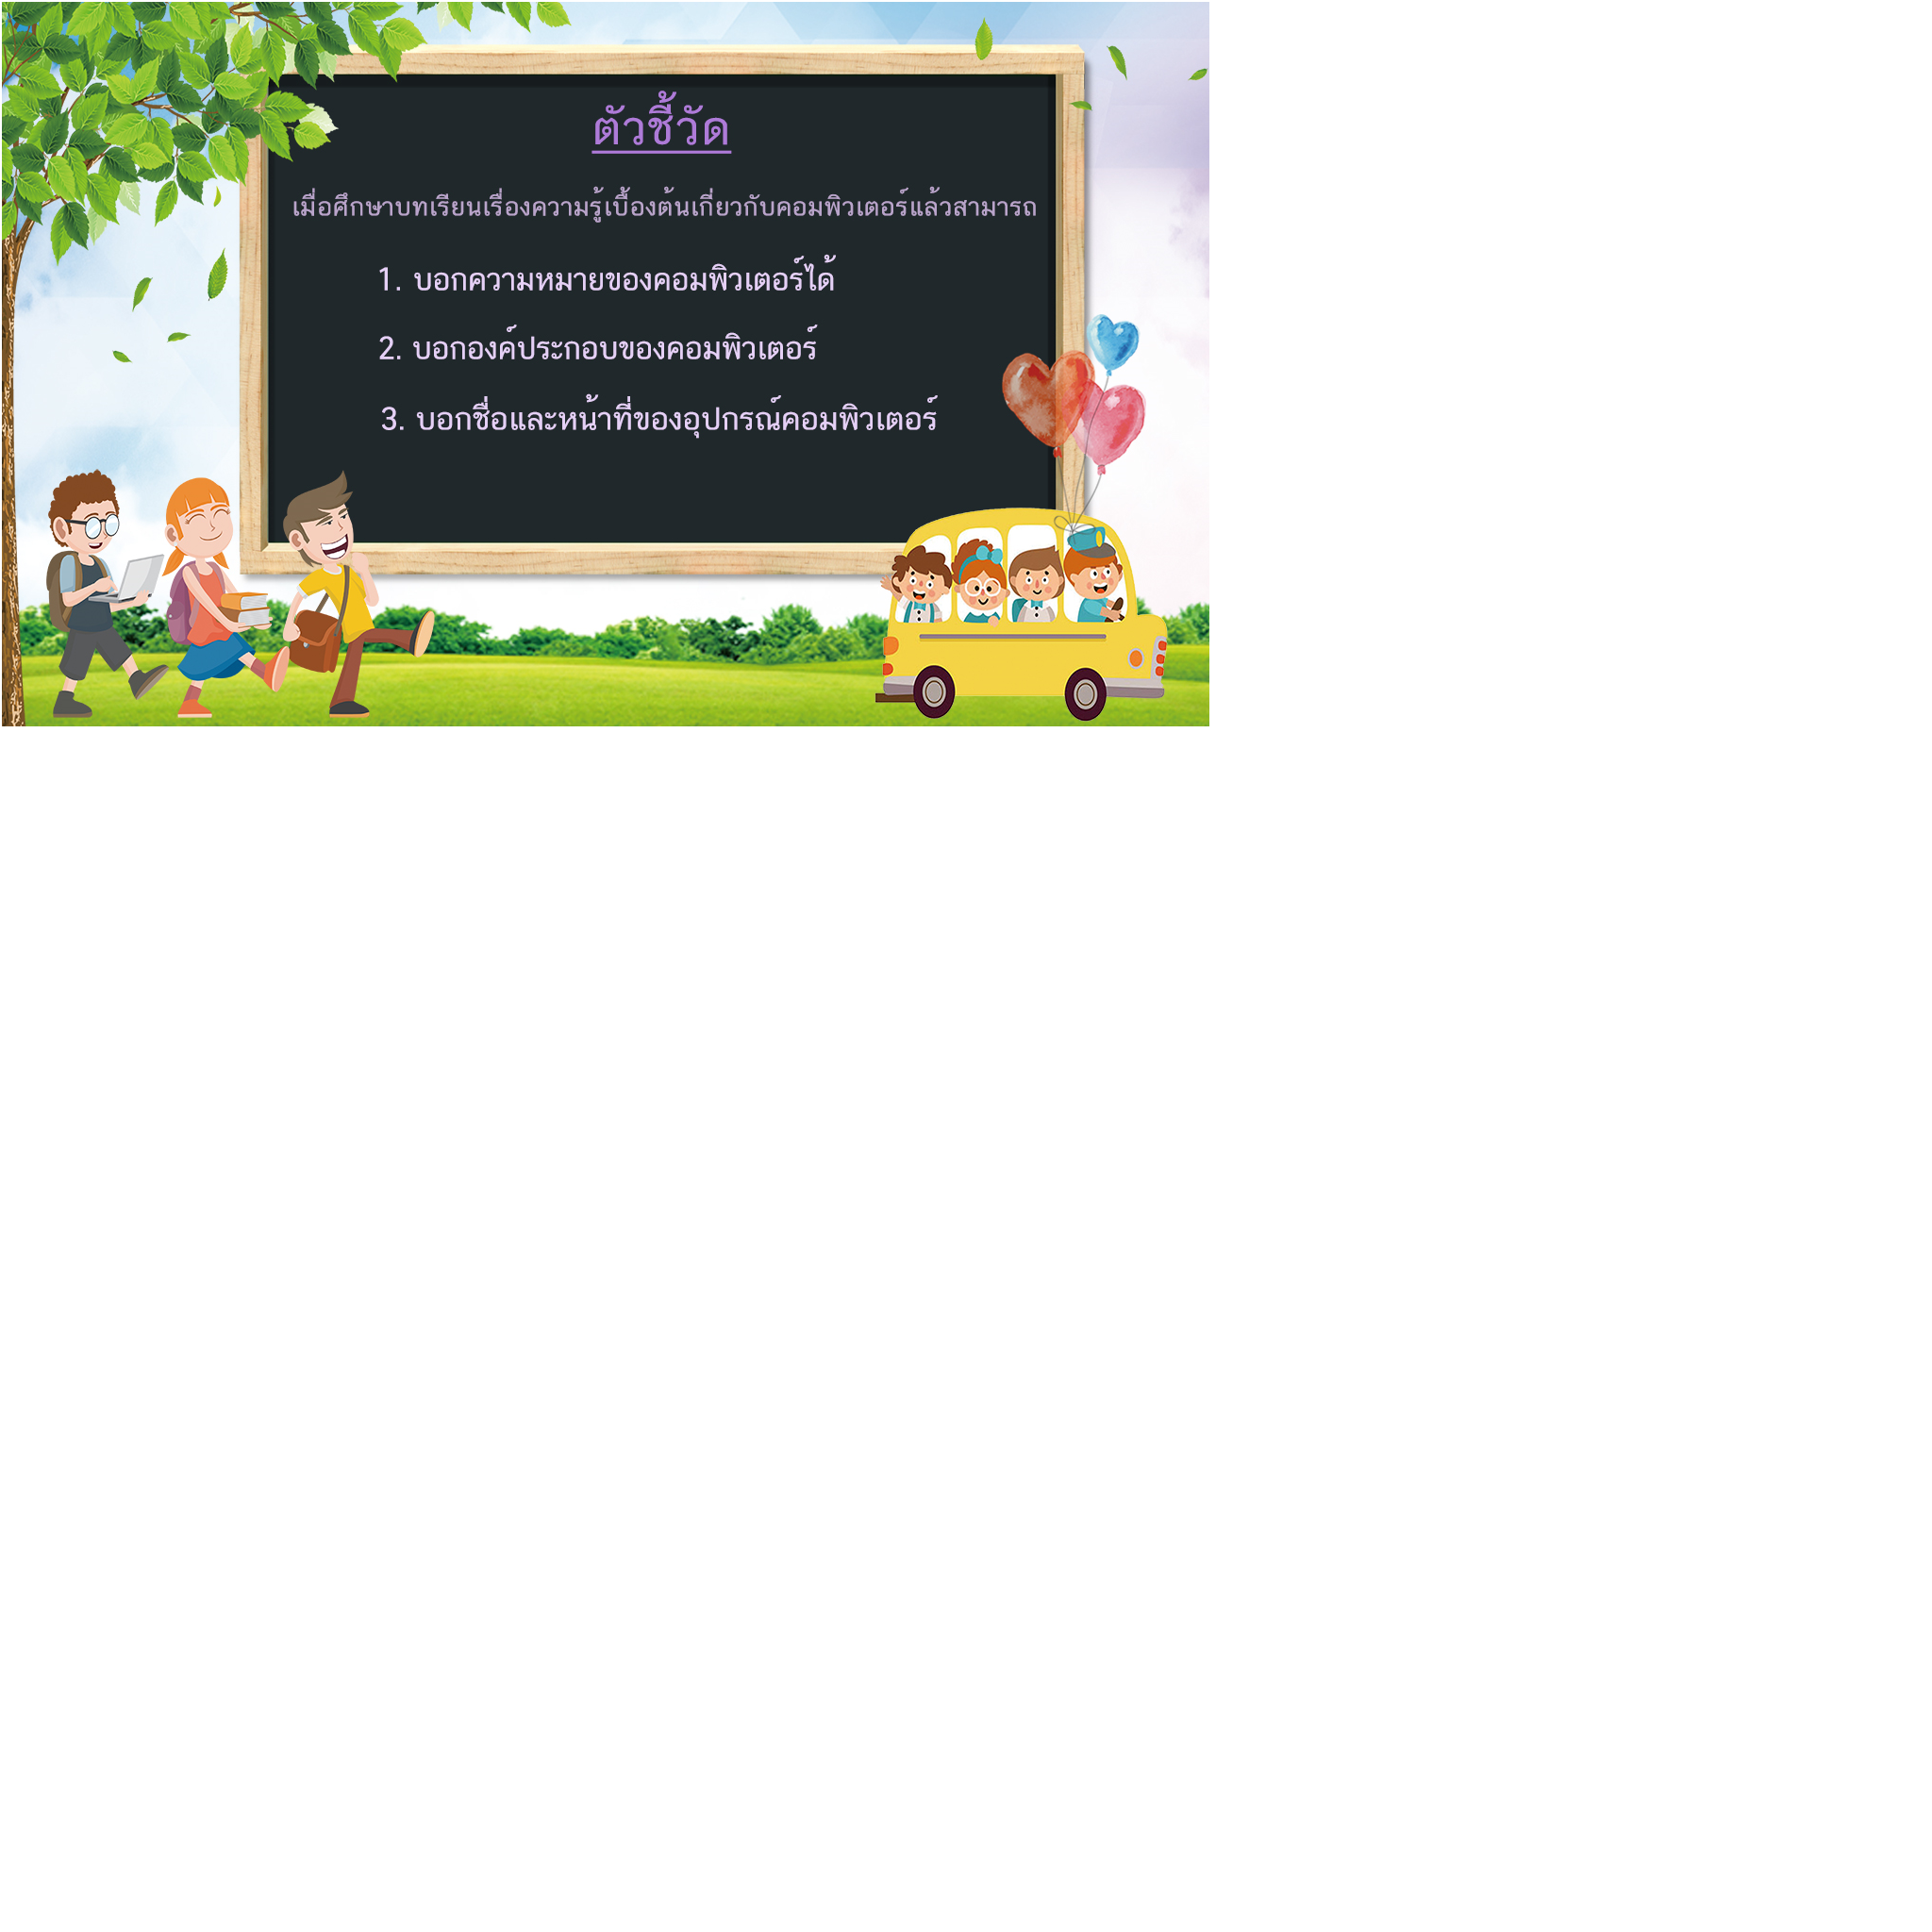 ตัวชี้วัด
เมื่อศึกษาบทเรียนเรื่องความรู้เบื้องต้นเกี่ยวกับคอมพิวเตอร์แล้วสามารถ
1. บอกความหมายของคอมพิวเตอร์ได้
2. บอกองค์ประกอบของคอมพิวเตอร์
3. บอกชื่อและหน้าที่ของอุปกรณ์คอมพิวเตอร์